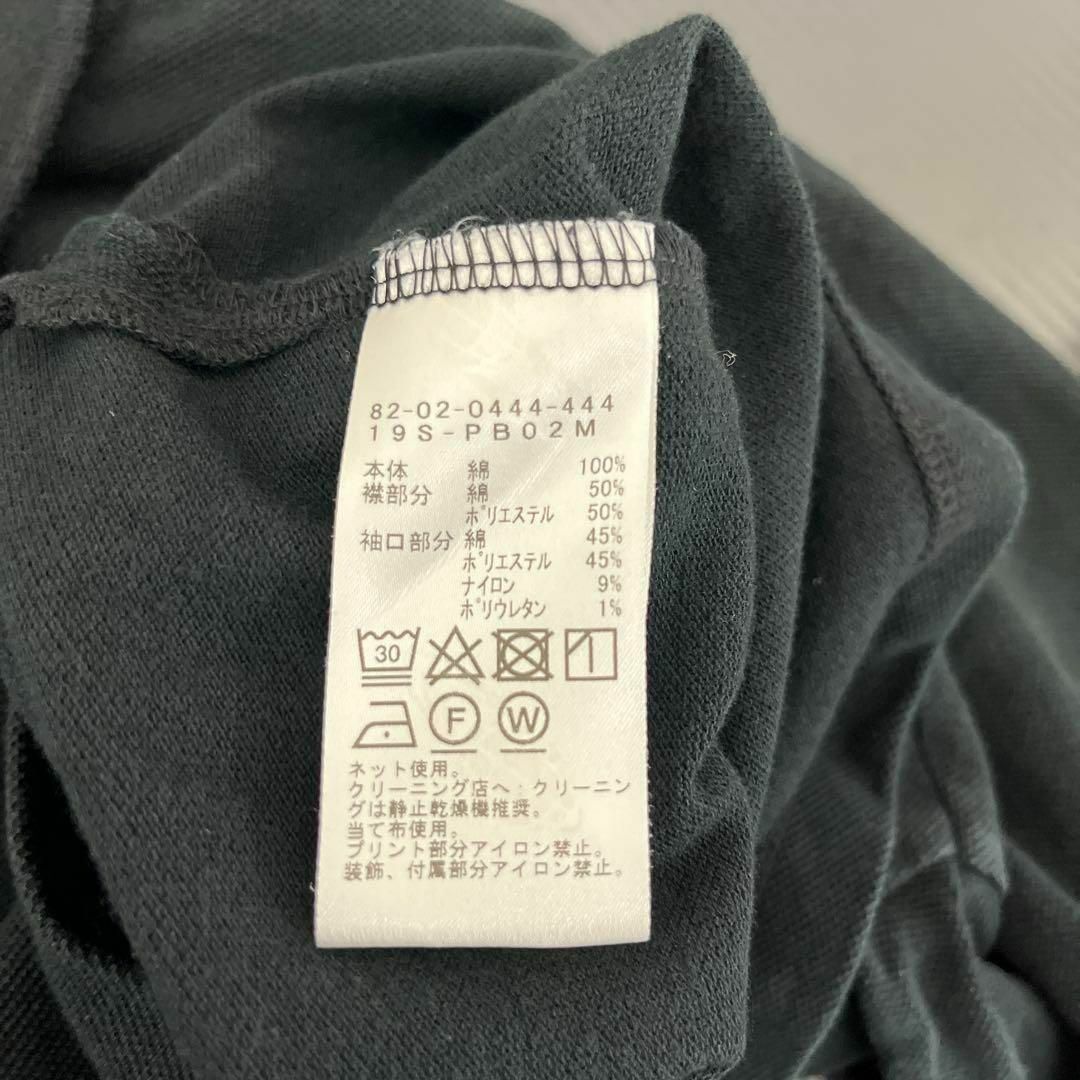 82-02-0444-444
19S-PB02M
本体 綿 100%
襟部分 綿 50%
ポリエステル 50%
袖口部分 綿 45%
ポリエステル 45%
ナイロン 9%
ポリウレタン 1%
30
F W
ネット使用。
クリーニング店へ:クリーニン
グは静止乾燥機推奨。
当て布使用。
プリント部分アイロン禁止。
装飾、付属部分アイロン禁止。